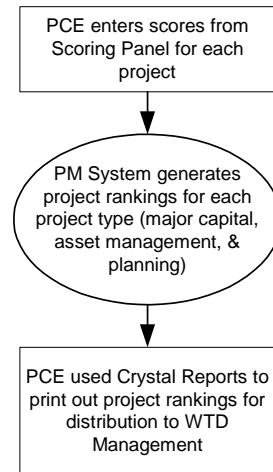 PCE enters scores from
Scoring Panel for each
project
PM System generates
project rankings for each
project type (major capital,
asset management, &
planning)
PCE used Crystal Reports to
print out project rankings for
distribution to WTD
Management